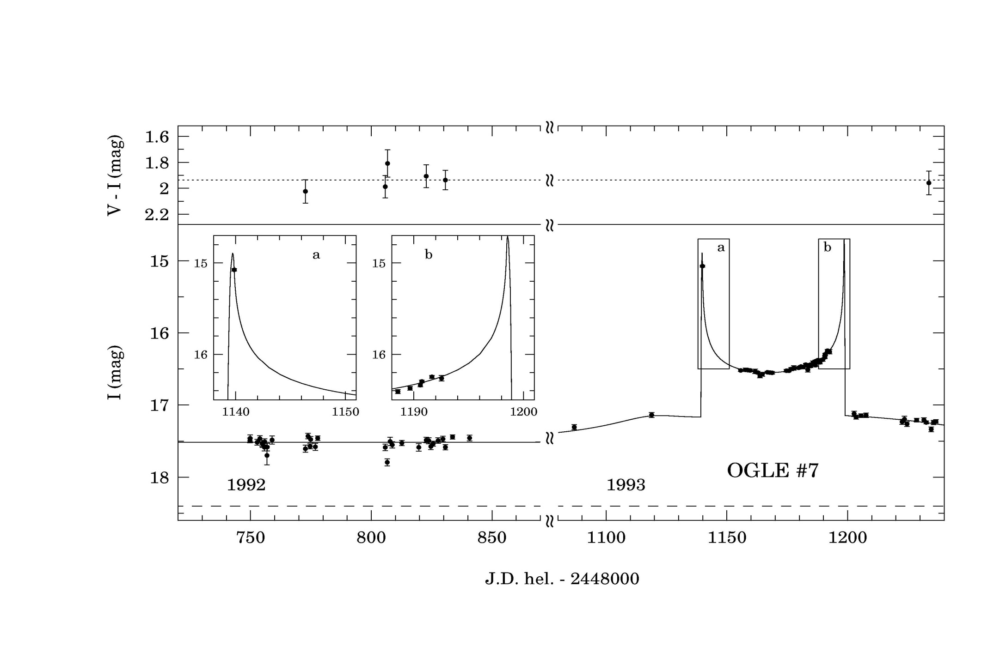 V - I (mag)
1.6
1.8
2
2.2
I (mag)
15
16
17
18
a
15
16
1140 1150
b
15
16
1190 1200
a b
OGLE #7
1992 1993
750 800 850 1100 1150 1200
J.D. hel. - 2448000